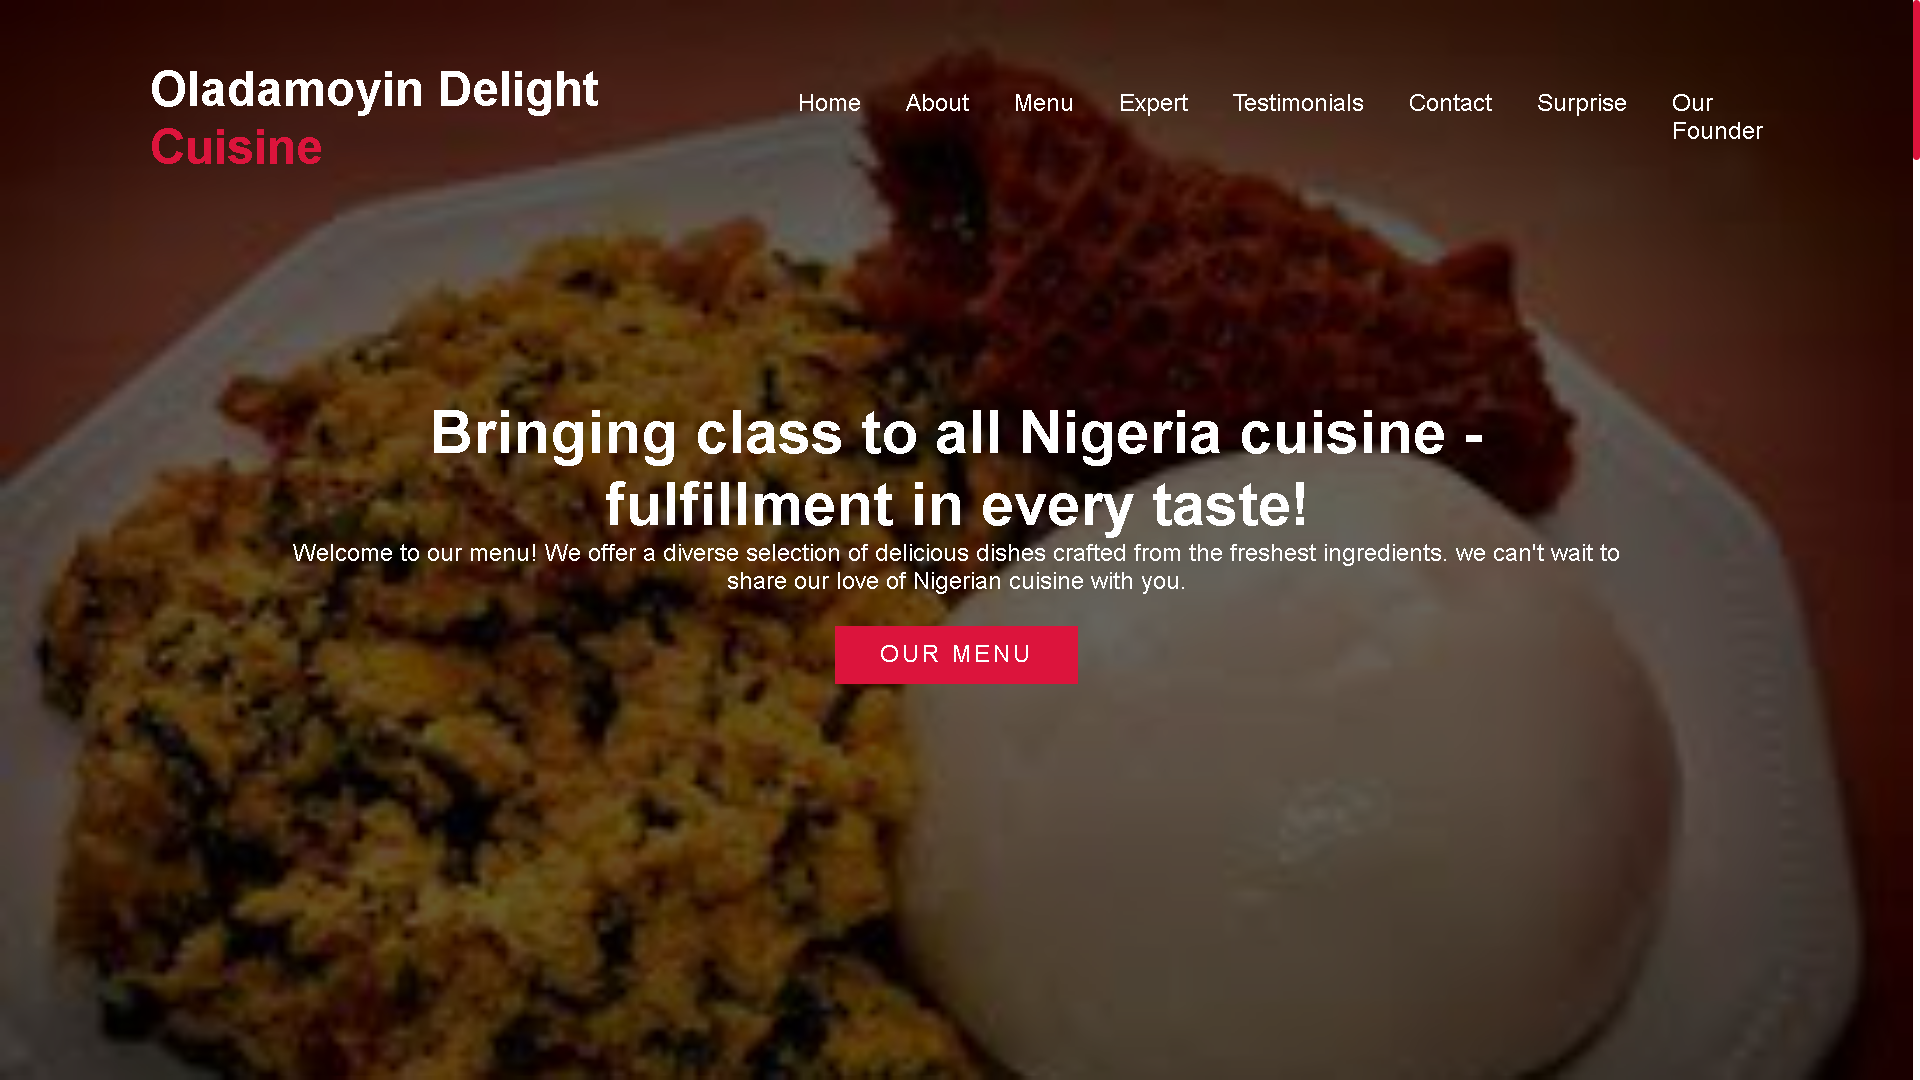 Oladamoyin Delight
Cuisine
Home About Menu Expert Testimonials Contact Surprise Our
Founder
Bringing class to all Nigeria cuisine -
fulfillment in every taste!
Welcome to our menu! We offer a diverse selection of delicious dishes crafted from the freshest ingredients. we can't wait to
share our love of Nigerian cuisine with you.
OUR MENU